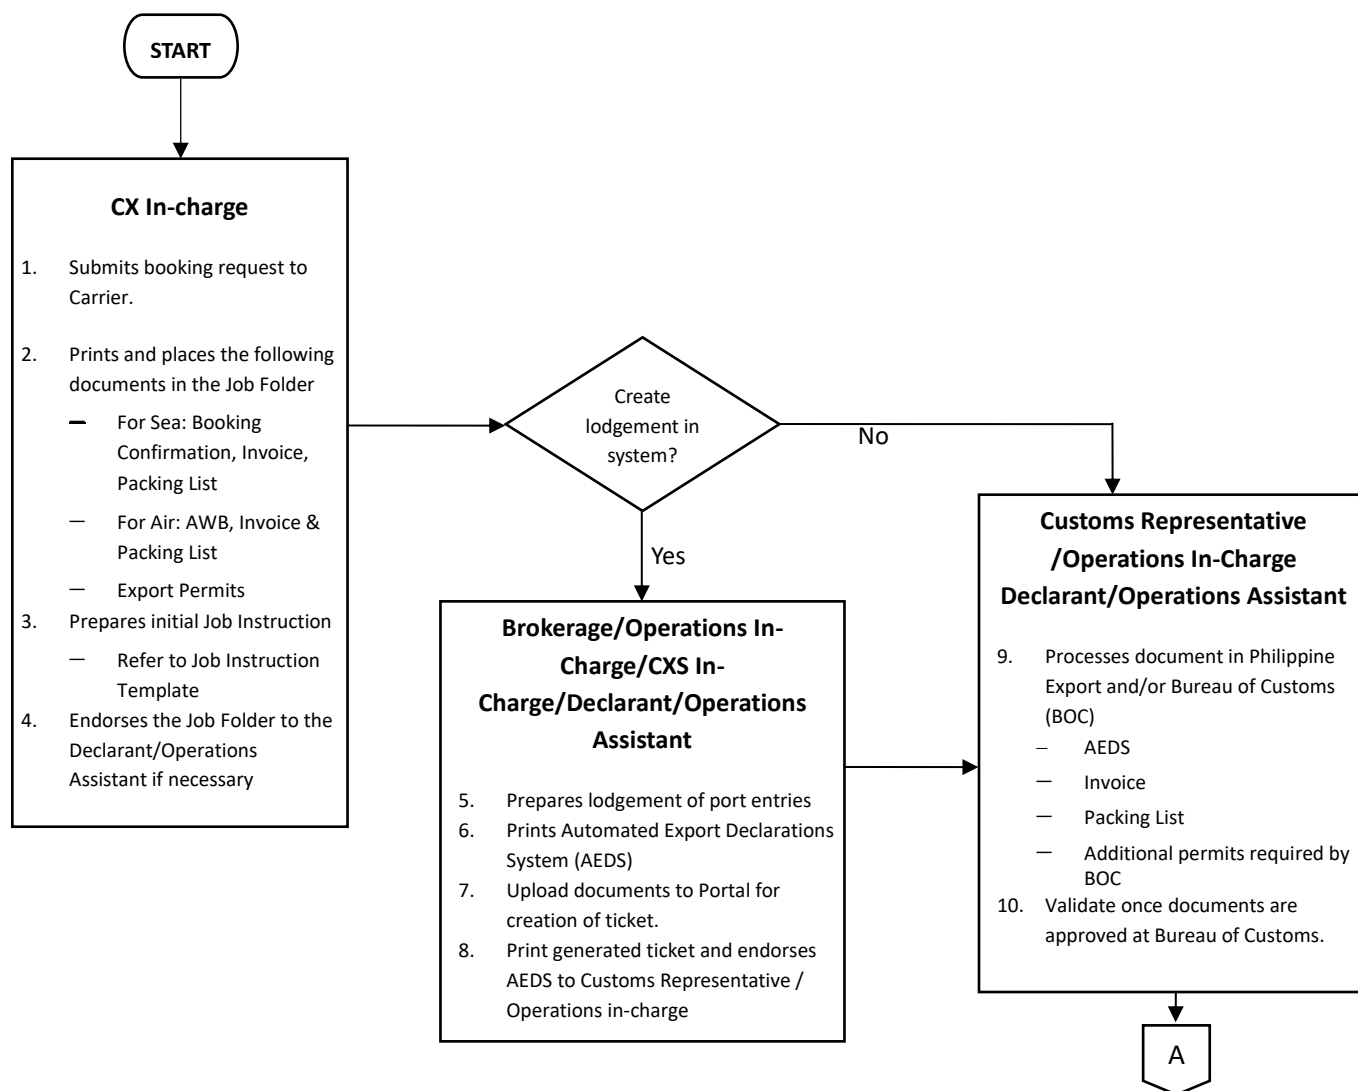 START
CX In-charge
1. Submits booking request to
Carrier.
2. Prints and places the following
documents in the Job Folder
— For Sea: Booking
Confirmation, Invoice,
Packing List
— For Air: AWB, Invoice &
Packing List
— Export Permits
3. Prepares initial Job Instruction
— Refer to Job Instruction
Template
4. Endorses the Job Folder to the
Declarant/Operations
Assistant if necessary
Create
lodgement in
system?
No
Yes
Brokerage/Operations In-
Charge/CXS In-
Charge/Declarant/Operations
Assistant
5. Prepares lodgement of port entries
6. Prints Automated Export Declarations
System (AEDS)
7. Upload documents to Portal for
creation of ticket.
8. Print generated ticket and endorses
AEDS to Customs Representative /
Operations in-charge
Customs Representative
/Operations In-Charge
Declarant/Operations Assistant
9. Processes document in Philippine
Export and/or Bureau of Customs
(BOC)
— AEDS
— Invoice
— Packing List
— Additional permits required by
BOC
10. Validate once documents are
approved at Bureau of Customs.
A